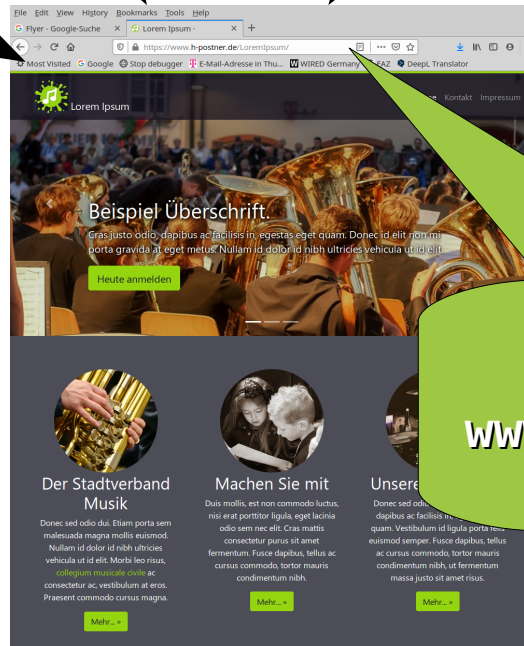 File Edit View History Bookmarks Tools Help
Flyer - Google-Suche × Lorem Ipsum - × +
https://www.h-postner.de/LoremIpsum/
Most Visited Google Stop debugger E-Mail-Adresse in Thu... WIRED Germany FAZ DeepL Translator
Lorem Ipsum
Kontakt Impressum
Beispiel Überschrift.
Cras justo odio, dapibus ac facilisis in, egestas eget quam. Donec id elit non mi
porta gravida at eget metus. Nullam id dolor id nibh ultricies vehicula ut id elit.
Heute anmelden
Der Stadtverband
Musik
Donec sed odio dui. Etiam porta sem
malesuada magna mollis euismod.
Nullam id dolor id nibh ultricies
vehicula ut id elit. Morbi leo risus,
collegium musicale civile ac
consectetur ac, vestibulum at eros.
Praesent commodo cursus magna.
Mehr... »
Machen Sie mit
Duis mollis, est non commodo luctus,
nisi erat porttitor ligula, eget lacinia
odio sem nec elit. Cras mattis
consectetur purus sit amet
fermentum. Fusce dapibus, tellus ac
cursus commodo, tortor mauris
condimentum nibh.
Mehr... »
Unsere
Donec sed odio
dapibus ac facilisis in,
quam. Vestibulum id ligula porta felis
euismod semper. Fusce dapibus, tellus
ac cursus commodo, tortor mauris
condimentum nibh, ut fermentum
massa justo sit amet risus.
Mehr... »
WW